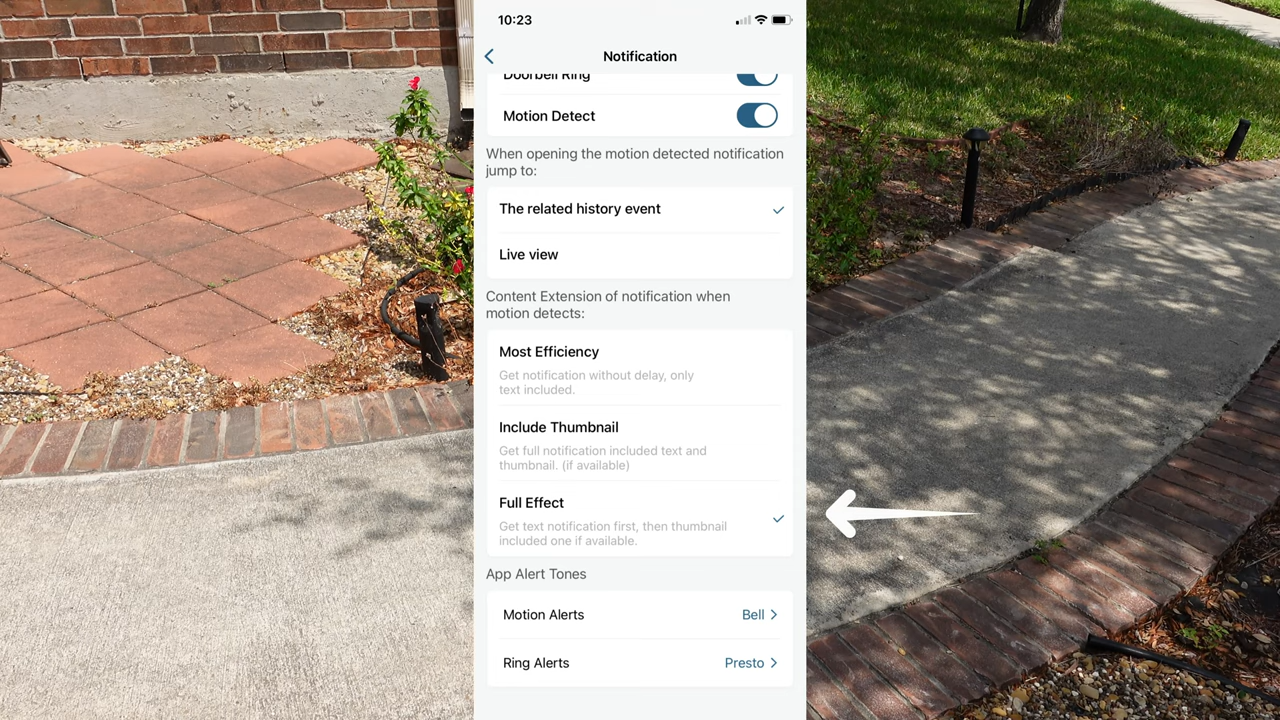 10:23
Notification
Doorbell Ring
Motion Detect
When opening the motion detected notification
jump to:
The related history event
Live view
Content Extension of notification when
motion detects:
Most Efficiency
Get notification without delay, only
text included.
Include Thumbnail
Get full notification included text and
thumbnail. (if available)
Full Effect
Get text notification first, then thumbnail
included one if available.
App Alert Tones
Motion Alerts Bell
Ring Alerts Presto